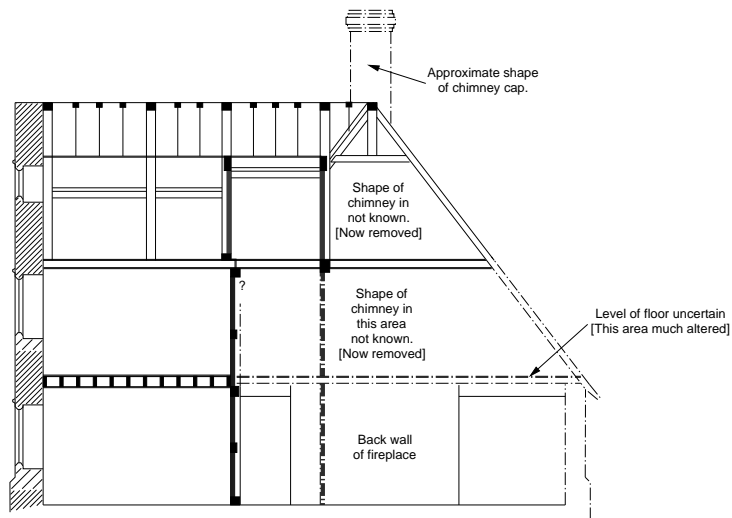 Approximate shape
of chimney cap.
Shape of
chimney in
not known.
[Now removed]
?
Shape of
chimney in
this area
not known.
[Now removed]
Level of floor uncertain
[This area much altered]
Back wall
of fireplace